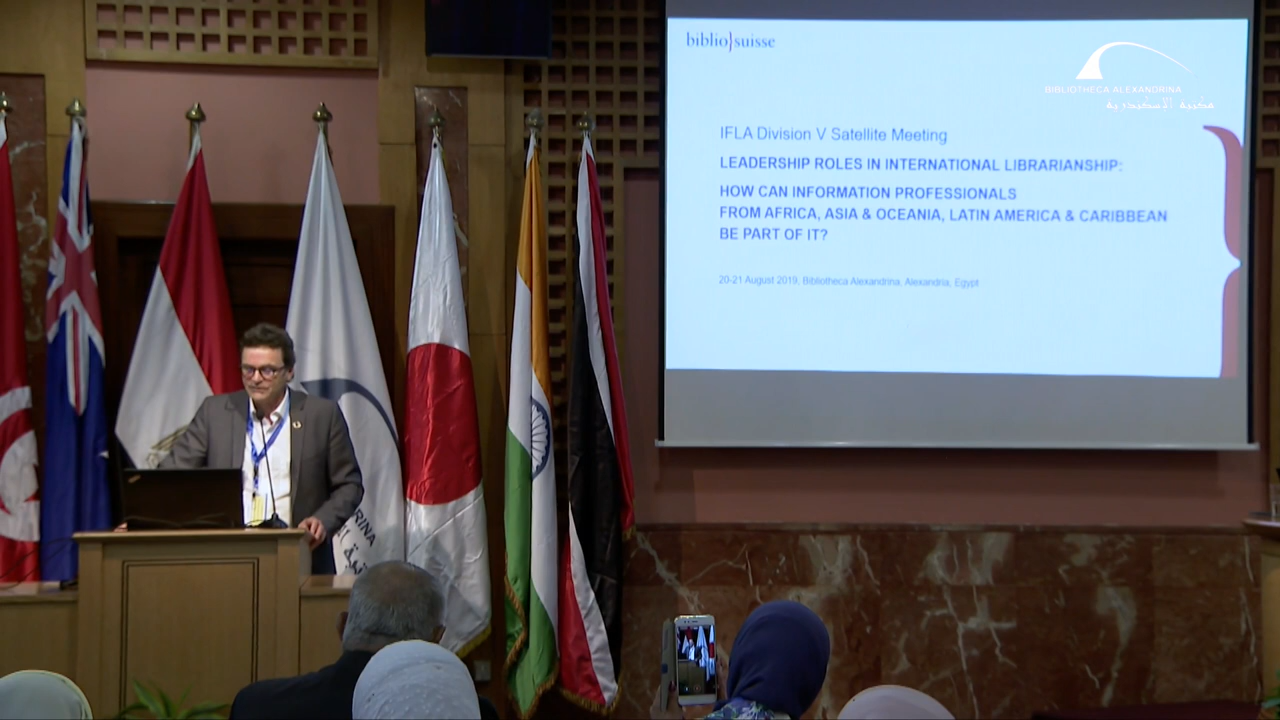 biblio}suisse
BIBLIOTHECA ALEXANDRINA
مكتبة الإسكندرية
IFLA Division V Satellite Meeting
LEADERSHIP ROLES IN INTERNATIONAL LIBRARIANSHIP:
HOW CAN INFORMATION PROFESSIONALS
FROM AFRICA, ASIA & OCEANIA, LATIN AMERICA & CARIBBEAN
BE PART OF IT?
20-21 August 2019, Bibliotheca Alexandrina, Alexandria, Egypt